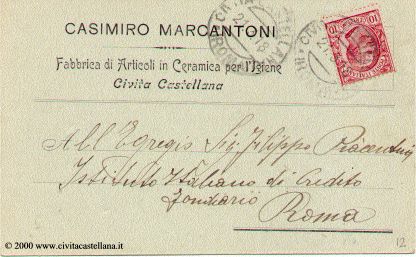 CASIMIRO MARCANTONI
Fabbrica di Articoli in Ceramica per l'Igiene
Civita Castellana
All Egregio Sig. Filippo
Istituto Italiano di Credito
Fondiario
Roma
12
© 2000 www.civitacastellana.it